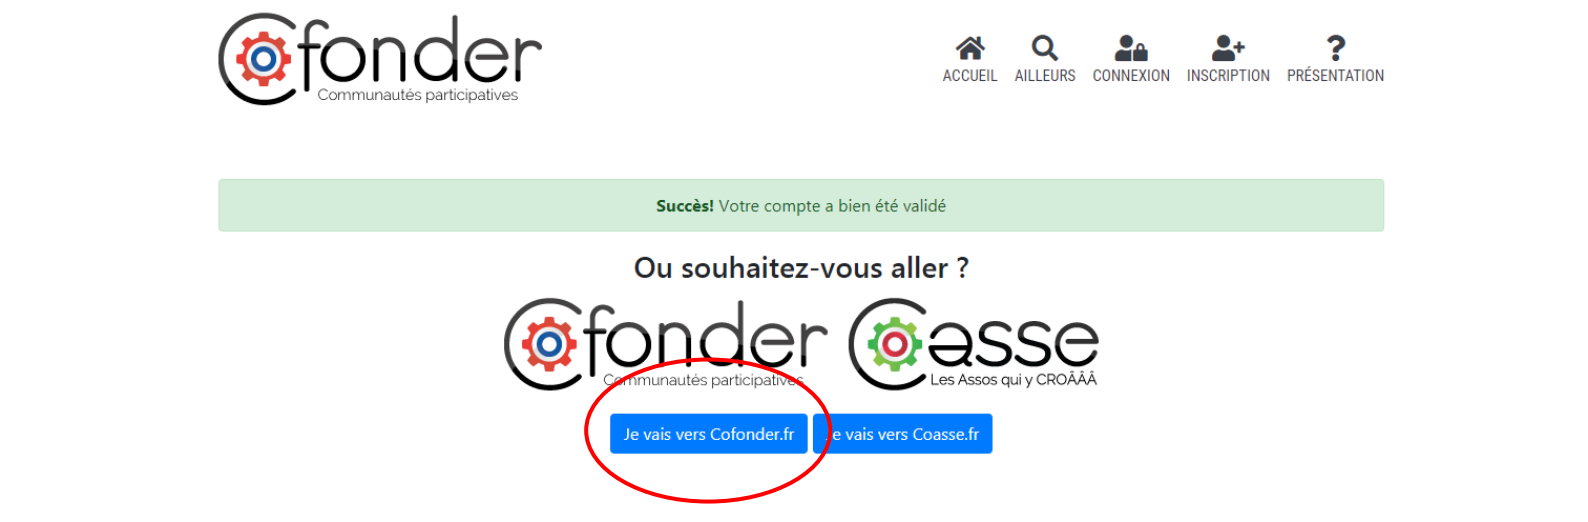 Cofonder
Communautés participatives
ACCUEIL AILLEURS CONNEXION INSCRIPTION PRÉSENTATION
Succès! Votre compte a bien été validé
Ou souhaitez-vous aller ?
Cofonder Coasse
Communautés participatives Les Assos qui y CROÂÂÂ
Je vais vers Cofonder.fr Je vais vers Coasse.fr